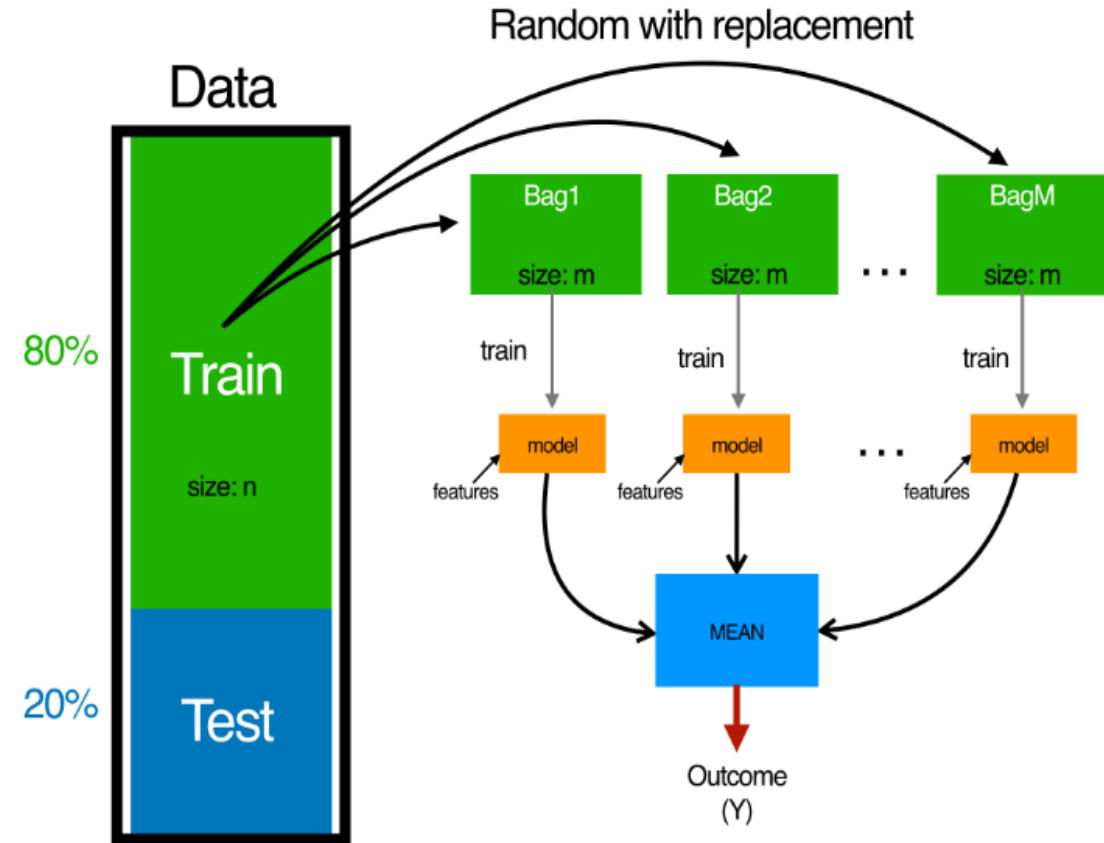 Random with replacement
Data
Bag1
Bag2
BagM
size: m
size: m
...
size: m
80%
Train
train
train
train
model
model
...
model
size: n
features
features
features
MEAN
20%
Test
Outcome
(Y)